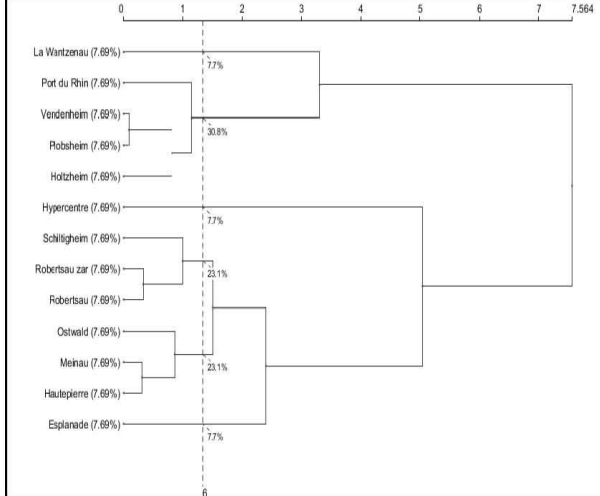 0 1 2 3 4 5 6 7 7.564
La Wantzenau (7.69%)
7.7%
Port du Rhin (7.69%)
Vendenheim (7.69%)
30.8%
Plobsheim (7.69%)
Holtzheim (7.69%)
Hypercentre (7.69%)
7.7%
Schiltigheim (7.69%)
Robertsau zar (7.69%)
23.1%
Robertsau (7.69%)
Ostwald (7.69%)
Meinau (7.69%)
23.1%
Hautepierre (7.69%)
Esplanade (7.69%)
7.7%
6